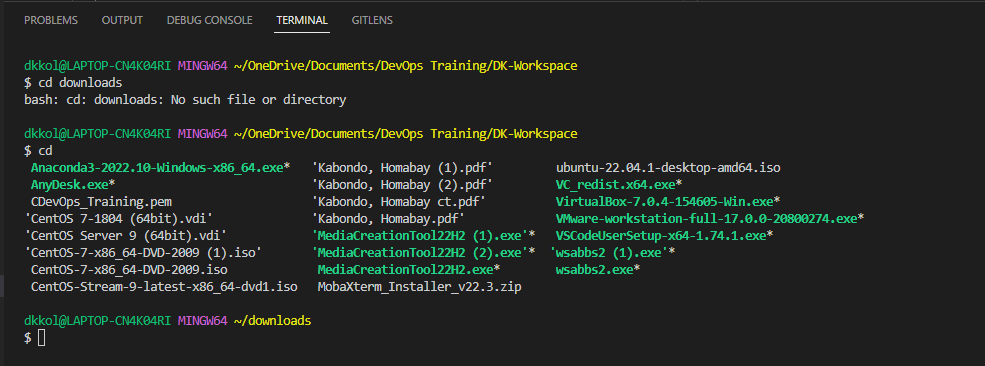 PROBLEMS OUTPUT DEBUG CONSOLE TERMINAL GITLENS
dkkol@LAPTOP-CN4K04RI MINGW64 ~/OneDrive/Documents/DevOps Training/DK-Workspace
$ cd downloads
bash: cd: downloads: No such file or directory
dkkol@LAPTOP-CN4K04RI MINGW64 ~/OneDrive/Documents/DevOps Training/DK-Workspace
$ cd
Anaconda3-2022.10-Windows-x86_64.exe* 'Kabondo, Homabay (1).pdf' ubuntu-22.04.1-desktop-amd64.iso
AnyDesk.exe* 'Kabondo, Homabay (2).pdf' VC_redist.x64.exe*
CDevOps_Training.pem 'Kabondo, Homabay ct.pdf' VirtualBox-7.0.4-154605-Win.exe*
'CentOS 7-1804 (64bit).vdi' 'Kabondo, Homabay.pdf' VMware-workstation-full-17.0.0-20800274.exe*
'CentOS Server 9 (64bit).vdi' 'MediaCreationTool22H2 (1).exe'* VSCodeUserSetup-x64-1.74.1.exe*
'CentOS-7-x86_64-DVD-2009 (1).iso' 'MediaCreationTool22H2 (2).exe'* 'wsabbs2 (1).exe'*
CentOS-7-x86_64-DVD-2009.iso MediaCreationTool22H2.exe* wsabbs2.exe*
CentOS-Stream-9-latest-x86_64-dvd1.iso MobaXterm_Installer_v22.3.zip
dkkol@LAPTOP-CN4K04RI MINGW64 ~/downloads
$